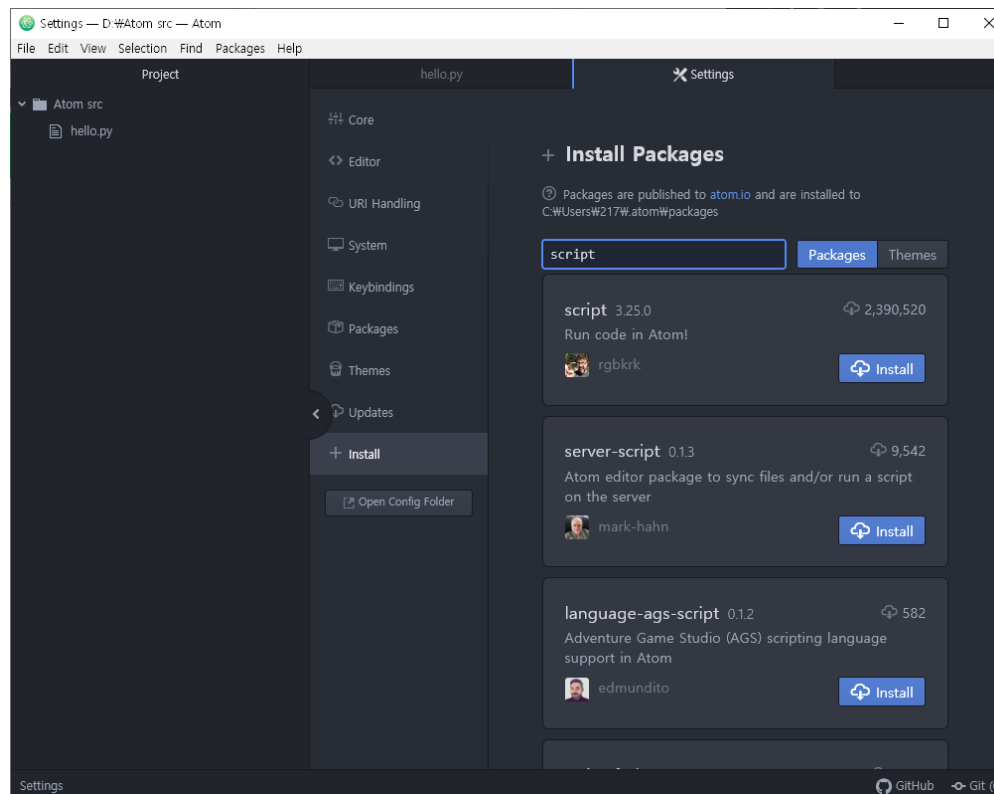 Settings — D:₩Atom src — Atom
File Edit View Selection Find Packages Help
Project
hello.py
Settings
Atom src
hello.py
Core
Editor
URI Handling
System
Keybindings
Packages
Themes
Updates
Install
Open Config Folder
Install Packages
Packages are published to atom.io and are installed to
C:₩Users₩217₩.atom₩packages
script
Packages Themes
script 3.25.0 2,390,520
Run code in Atom!
rgbkrk
Install
server-script 0.1.3 9,542
Atom editor package to sync files and/or run a script
on the server
mark-hahn
Install
language-ags-script 0.1.2 582
Adventure Game Studio (AGS) scripting language
support in Atom
edmundito
Install
Settings
GitHub
Git (